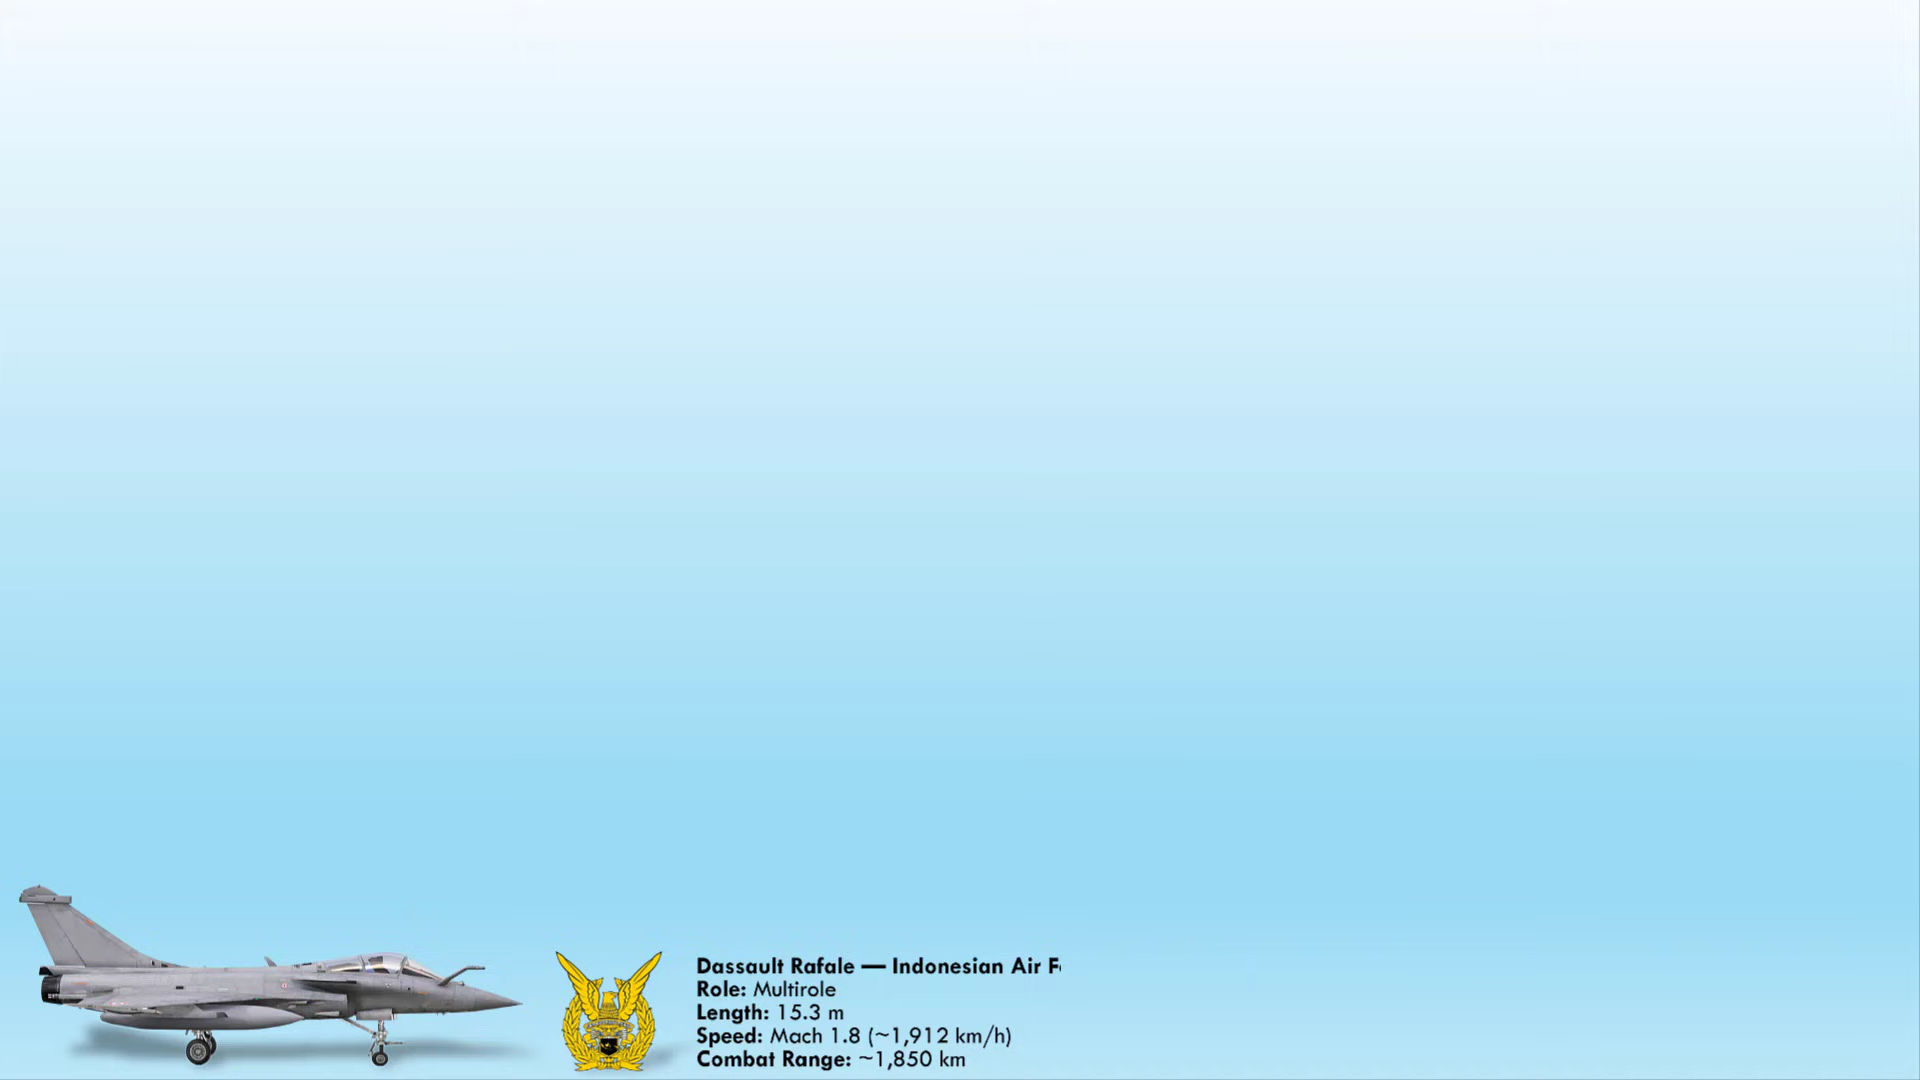 Dassault Rafale — Indonesian Air F
Role: Multirole
Length: 15.3 m
Speed: Mach 1.8 (~1,912 km/h)
Combat Range: ~1,850 km